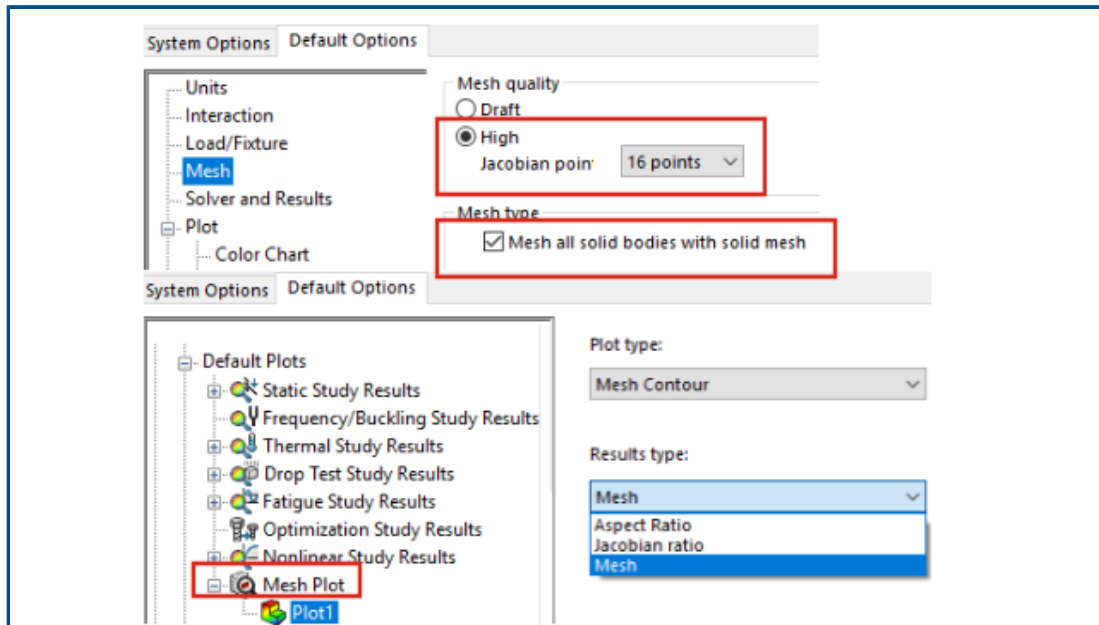 System Options Default Options
Units
Interaction
Load/Fixture
Mesh
Solver and Results
Plot
Color Chart
Mesh quality
Draft
High
Jacobian poin 16 points
Mesh type
Mesh all solid bodies with solid mesh
System Options Default Options
Default Plots
Static Study Results
Frequency/Buckling Study Results
Thermal Study Results
Drop Test Study Results
Fatigue Study Results
Optimization Study Results
Nonlinear Study Results
Mesh Plot
Plot1
Plot type:
Mesh Contour
Results type:
Mesh
Aspect Ratio
Jacobian ratio
Mesh